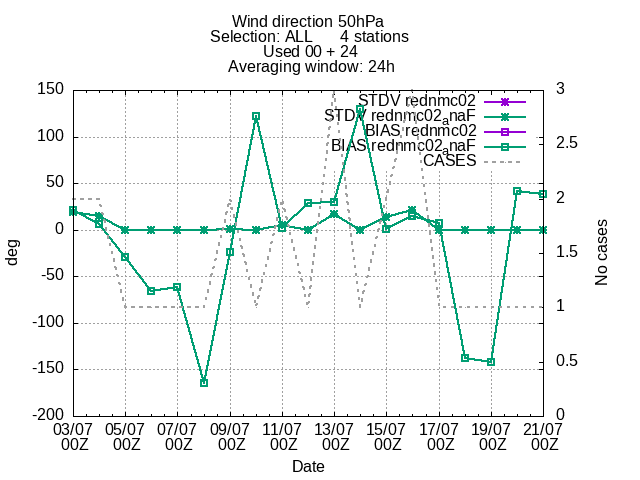 Wind direction 50hPa
Selection: ALL 4 stations
Used 00 + 24
Averaging window: 24h
STDV rednmc02
STDV rednmc02anaF
BIAS rednmc02
BIAS rednmc02anaF
CASES
150
100
50
0
-50
-100
-150
-200
3
2.5
2
1.5
1
0.5
0
deg
No cases
03/07 05/07 07/07 09/07 11/07 13/07 15/07 17/07 19/07 21/07
00Z 00Z 00Z 00Z 00Z 00Z 00Z 00Z 00Z 00Z
Date